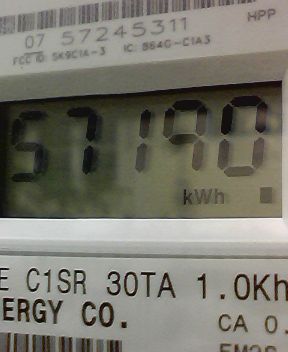 HPP
07 57245311
FCC ID: SK9C1A-3 IC: 864G-C1A3
57190
kWh
E C1SR 30TA 1.0Kh
ERGY CO.
CA 0.